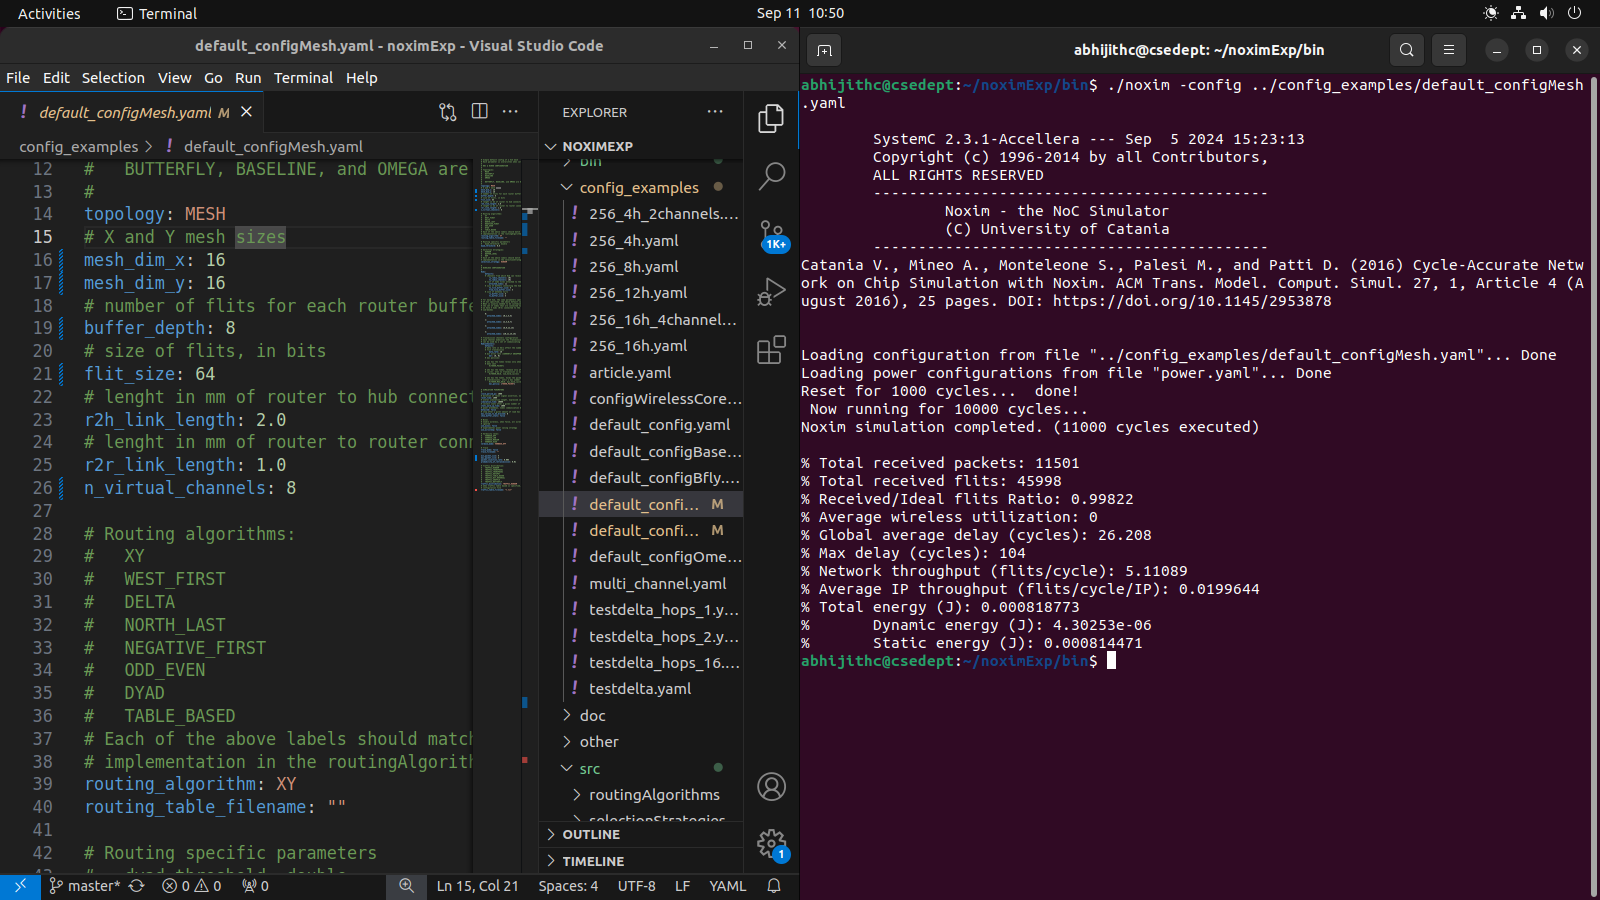 Activities
Terminal
Sep 11 10:50
default_configMesh.yaml - noximExp - Visual Studio Code
File Edit Selection View Go Run Terminal Help
! default_configMesh.yaml M
config_examples > ! default_configMesh.yaml
12 # BUTTERFLY, BASELINE, and OMEGA are
13 #
14 topology: MESH
15 # X and Y mesh sizes
16 mesh_dim_x: 16
17 mesh_dim_y: 16
18 # number of flits for each router buffe
19 buffer_depth: 8
20 # size of flits, in bits
21 flit_size: 64
22 # lenght in mm of router to hub connect
23 r2h_link_length: 2.0
24 # lenght in mm of router to router conn
25 r2r_link_length: 1.0
26 n_virtual_channels: 8
27
28 # Routing algorithms:
29 # XY
30 # WEST_FIRST
31 # DELTA
32 # NORTH_LAST
33 # NEGATIVE_FIRST
34 # ODD_EVEN
35 # DYAD
36 # TABLE_BASED
37 # Each of the above labels should match
38 # implementation in the routingAlgorith
39 routing_algorithm: XY
40 routing_table_filename: ""
41
42 # Routing specific parameters
EXPLORER
NOXIMEXP
bin
config_examples
! 256_4h_2channels....
! 256_4h.yaml
! 256_8h.yaml
! 256_12h.yaml
! 256_16h_4channel...
! 256_16h.yaml
! article.yaml
! configWirelessCore...
! default_config.yaml
! default_configBase...
! default_configBfly....
! default_confi... M
! default_confi... M
! default_configOme...
! multi_channel.yaml
! testdelta_hops_1.y...
! testdelta_hops_2.y...
! testdelta_hops_16....
! testdelta.yaml
doc
other
src
routingAlgorithms
selectionStrategies
OUTLINE
TIMELINE
1K+
1
master* 0 0 0
Ln 15, Col 21 Spaces: 4 UTF-8 LF YAML
abhijithc@csedept: ~/noximExp/bin
abhijithc@csedept:~/noximExp/bin$ ./noxim -config ../config_examples/default_configMesh
.yaml
SystemC 2.3.1-Accellera --- Sep 5 2024 15:23:13
Copyright (c) 1996-2014 by all Contributors,
ALL RIGHTS RESERVED
--------------------------------------------
Noxim - the NoC Simulator
(C) University of Catania
--------------------------------------------
Catania V., Mineo A., Monteleone S., Palesi M., and Patti D. (2016) Cycle-Accurate Netw
ork on Chip Simulation with Noxim. ACM Trans. Model. Comput. Simul. 27, 1, Article 4 (A
ugust 2016), 25 pages. DOI: https://doi.org/10.1145/2953878
Loading configuration from file "../config_examples/default_configMesh.yaml"... Done
Loading power configurations from file "power.yaml"... Done
Reset for 1000 cycles... done!
Now running for 10000 cycles...
Noxim simulation completed. (11000 cycles executed)
% Total received packets: 11501
% Total received flits: 45998
% Received/Ideal flits Ratio: 0.99822
% Average wireless utilization: 0
% Global average delay (cycles): 26.208
% Max delay (cycles): 104
% Network throughput (flits/cycle): 5.11089
% Average IP throughput (flits/cycle/IP): 0.0199644
% Total energy (J): 0.000818773
% Dynamic energy (J): 4.30253e-06
% Static energy (J): 0.000814471
abhijithc@csedept:~/noximExp/bin$